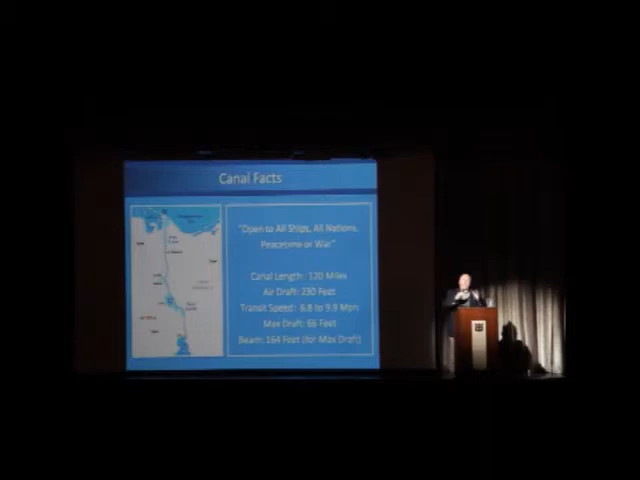 Canal Facts
"Open to All Ships, All Nations,
Peacetime or War"
Canal Length: 120 Miles
Air Draft: 230 Feet
Transit Speed: 6.8 to 9.9 Mph
Max Draft: 66 Feet
Beam: 164 Feet (for Max Draft)